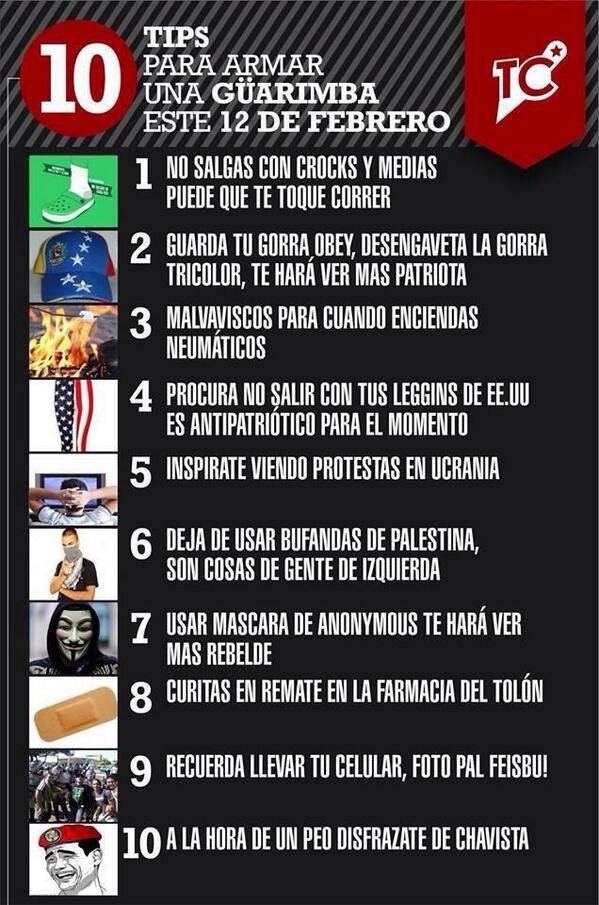 10
TIPS
PARA ARMAR
UNA GÜARIMBA
ESTE 12 DE FEBRERO
TC
1 NO SALGAS CON CROCKS Y MEDIAS
PUEDE QUE TE TOQUE CORRER
2 GUARDA TU GORRA OBEY, DESENGAVETA LA GORRA
TRICOLOR, TE HARÁ VER MAS PATRIOTA
3 MALVAVISCOS PARA CUANDO ENCIENDAS
NEUMÁTICOS
4 PROCURA NO SALIR CON TUS LEGGINS DE EE.UU
ES ANTIPATRIÓTICO PARA EL MOMENTO
5 INSPIRATE VIENDO PROTESTAS EN UCRANIA
6 DEJA DE USAR BUFANDAS DE PALESTINA,
SON COSAS DE GENTE DE IZQUIERDA
7 USAR MASCARA DE ANONYMOUS TE HARÁ VER
MAS REBELDE
8 CURITAS EN REMATE EN LA FARMACIA DEL TOLÓN
9 RECUERDA LLEVAR TU CELULAR, FOTO PAL FEISBU!
10 A LA HORA DE UN PEO DISFRAZATE DE CHAVISTA